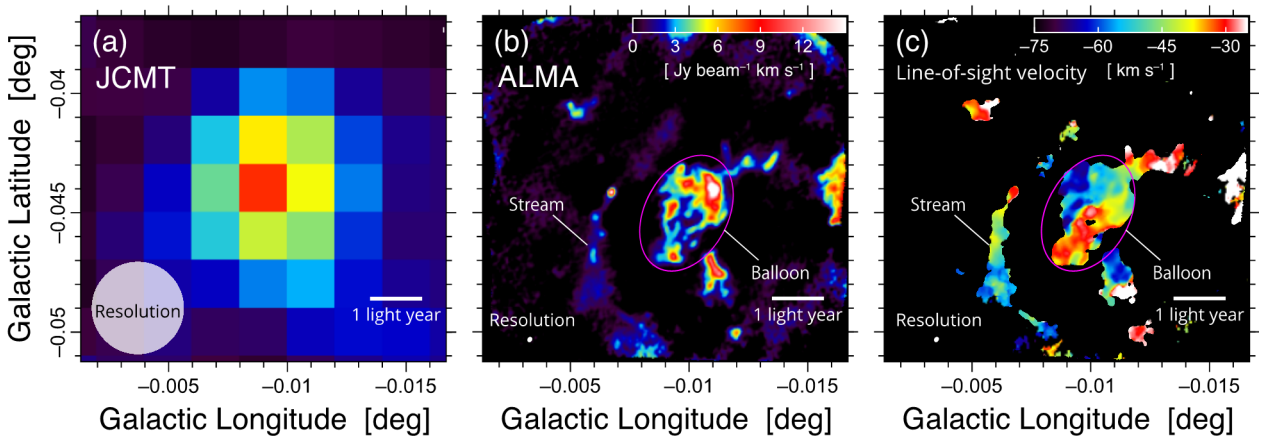 (a)
JCMT
Resolution
1 light year
Galactic Latitude [deg]
−0.04
−0.045
−0.05
−0.005
−0.01
−0.015
Galactic Longitude [deg]
(b)
ALMA
0
3
6
9
12
[ Jy beam⁻¹ km s⁻¹ ]
Stream
Balloon
Resolution
1 light year
−0.005
−0.01
−0.015
Galactic Longitude [deg]
(c)
−75
−60
−45
−30
Line-of-sight velocity [ km s⁻¹ ]
Stream
Balloon
Resolution
1 light year
−0.005
−0.01
−0.015
Galactic Longitude [deg]